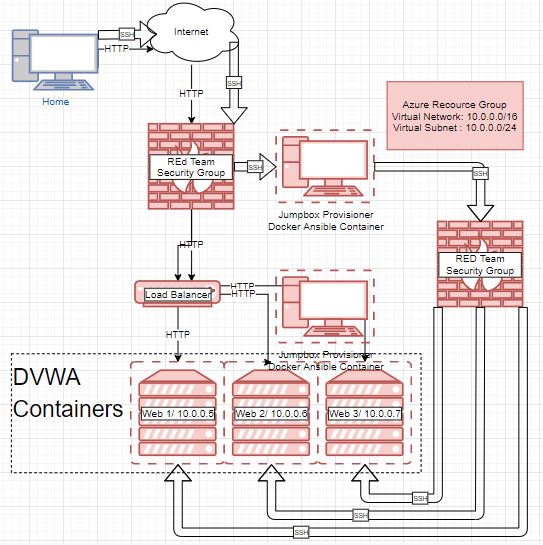 Internet
SSH
HTTP
Home
SSH
HTTP
Azure Recource Group
Virtual Network: 10.0.0.0/16
Virtual Subnet : 10.0.0.0/24
REd Team
Security Group
SSH
SSH
Jumpbox Provisioner
Docker Ansible Container
RED Team
Security Group
HTTP
Load Balancer
HTTP
HTTP
HTTP
Jumpbox Provisioner
Docker Ansible Container
DVWA
Containers
Web 1/ 10.0.0.5
Web 2/ 10.0.0.6
Web 3/ 10.0.0.7
SSH
SSH
SSH